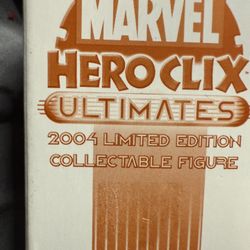 MARVEL
HEROCLIX
ULTIMATES
2004 LIMITED EDITION
COLLECTABLE FIGURE